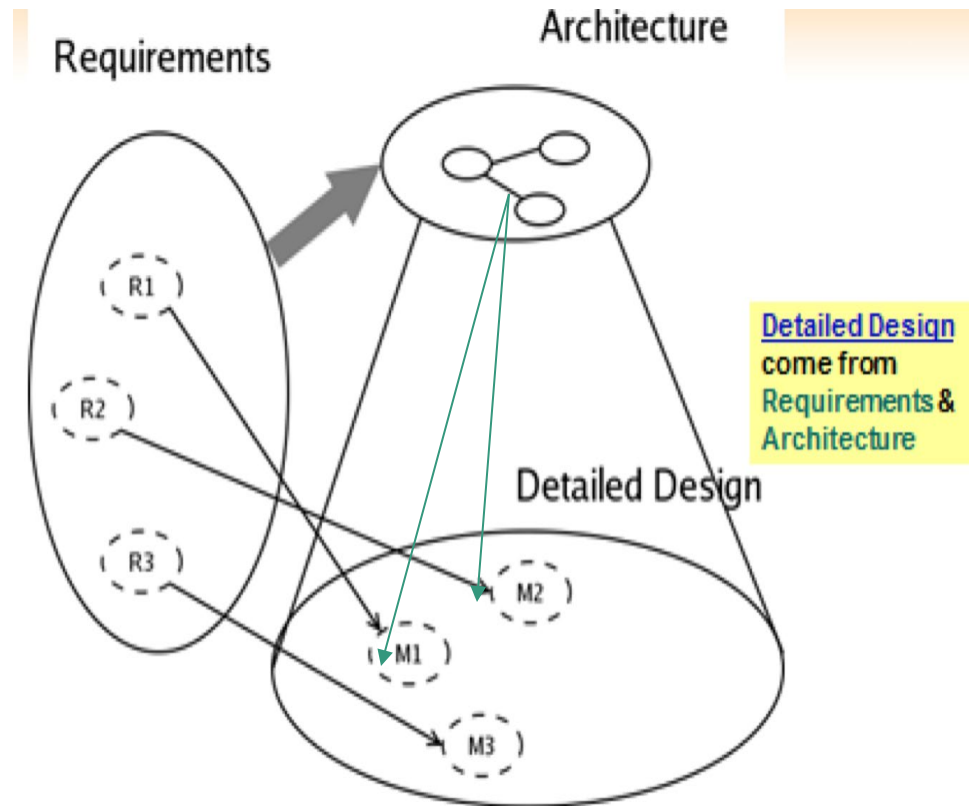 Architecture
Requirements
R1
R2
R3
Detailed Design
come from
Requirements &
Architecture
Detailed Design
M2
M1
M3